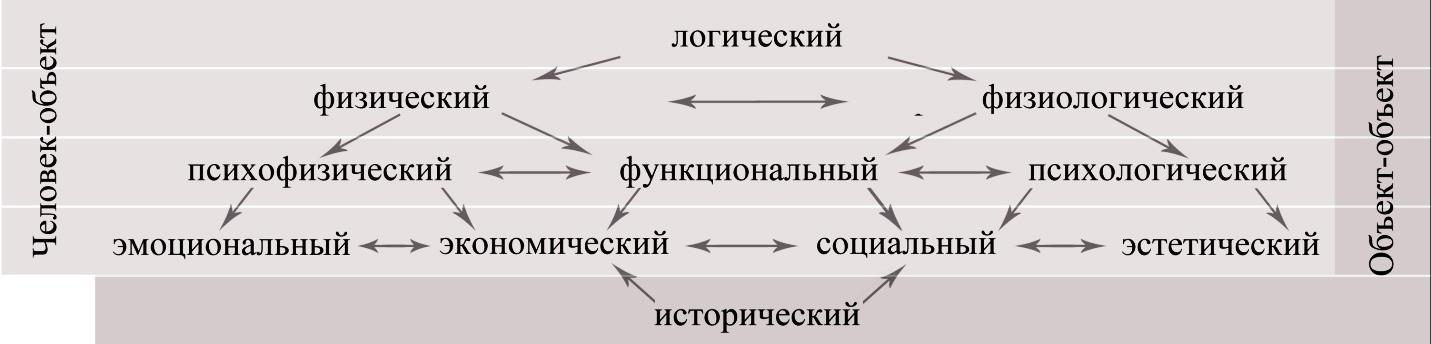 Человек-объект
логический
физический физиологический
психофизический функциональный психологический
эмоциональный экономический социальный эстетический
исторический
Объект-объект